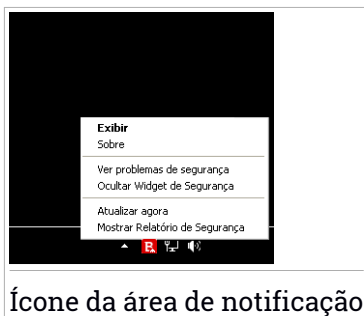 Exibir
Sobre
Ver problemas de segurança
Ocultar Widget de Segurança
Atualizar agora
Mostrar Relatório de Segurança
B
Ícone da área de notificação